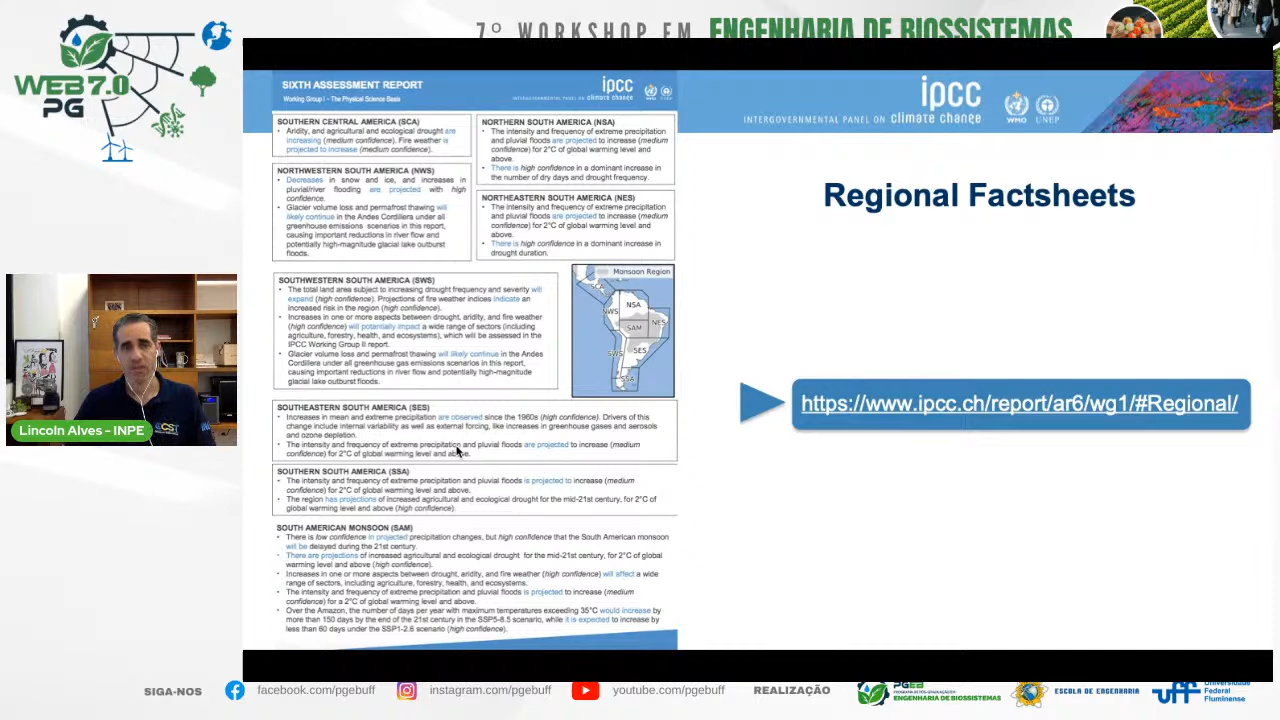 7º WORKSHOP EM ENGENHARIA DE BIOSSISTEMAS
WEB 7.0
PG
SIXTH ASSESSMENT REPORT
Working Group I – The Physical Science Basis
ipcc
INTERGOVERNMENTAL PANEL ON climate change
WMO
UNEP
SOUTHERN CENTRAL AMERICA (SCA)
• Aridity, and agricultural and ecological drought are
increasing (medium confidence). Fire weather is
projected to increase (medium confidence).
NORTHWESTERN SOUTH AMERICA (NWS)
• Decreases in snow and ice, and increases in
pluvial/river flooding are projected with high
confidence.
• Glacier volume loss and permafrost thawing will
likely continue in the Andes Cordillera under all
greenhouse emissions scenarios in this report,
causing important reductions in river flow and
potentially high-magnitude glacial lake outburst
floods.
NORTHERN SOUTH AMERICA (NSA)
• The intensity and frequency of extreme precipitation
and pluvial floods are projected to increase (medium
confidence) for 2°C of global warming level and
above.
• There is high confidence in a dominant increase in
the number of dry days and drought frequency.
NORTHEASTERN SOUTH AMERICA (NES)
• The intensity and frequency of extreme precipitation
and pluvial floods are projected to increase (medium
confidence) for 2°C of global warming level and
above.
• There is high confidence in a dominant increase in
drought duration.
SOUTHWESTERN SOUTH AMERICA (SWS)
• The total land area subject to increasing drought frequency and severity will
expand (high confidence). Projections of fire weather indices indicate an
increased risk in the region (high confidence).
• Increases in one or more aspects between drought, aridity, and fire weather
(high confidence) will potentially impact a wide range of sectors (including
agriculture, forestry, health, and ecosystems), which will be assessed in the
IPCC Working Group II report.
• Glacier volume loss and permafrost thawing will likely continue in the Andes
Cordillera under all greenhouse gas emissions scenarios in this report,
causing important reductions in river flow and potentially high-magnitude
glacial lake outburst floods.
Monsoon Region
SCA
NSA
NWS
NES
SAM
SWS
SES
SSA
SOUTHEASTERN SOUTH AMERICA (SES)
• Increases in mean and extreme precipitation are observed since the 1960s (high confidence). Drivers of this
change include internal variability as well as external forcing, like increases in greenhouse gases and aerosols
and ozone depletion.
• The intensity and frequency of extreme precipitation and pluvial floods are projected to increase (medium
confidence) for 2°C of global warming level and above.
SOUTHERN SOUTH AMERICA (SSA)
• The intensity and frequency of extreme precipitation and pluvial floods is projected to increase (medium
confidence) for 2°C of global warming level and above.
• The region has projections of increased agricultural and ecological drought for the mid-21st century, for 2°C of
global warming level and above (high confidence).
SOUTH AMERICAN MONSOON (SAM)
• There is low confidence in projected precipitation changes, but high confidence that the South American monsoon
will be delayed during the 21st century.
• There are projections of increased agricultural and ecological drought for the mid-21st century, for 2°C of global
warming level and above (high confidence).
• Increases in one or more aspects between drought, aridity, and fire weather (high confidence) will affect a wide
range of sectors, including agriculture, forestry, health, and ecosystems.
• The intensity and frequency of extreme precipitation and pluvial floods is projected to increase (medium
confidence) for a 2°C of global warming level and above.
• Over the Amazon, the number of days per year with maximum temperatures exceeding 35°C would increase by
more than 150 days by the end of the 21st century in the SSP5-8.5 scenario, while it is expected to increase by
less than 60 days under the SSP1-2.6 scenario (high confidence).
ipcc
INTERGOVERNMENTAL PANEL ON climate change
WMO
UNEP
Regional Factsheets
https://www.ipcc.ch/report/ar6/wg1/#Regional/
Lincoln Alves - INPE
SIGA-NOS
facebook.com/pgebuff
instagram.com/pgebuff
youtube.com/pgebuff
REALIZAÇÃO
PGEB
ENGENHARIA DE BIOSSISTEMAS
ESCOLA DE ENGENHARIA
uff
Universidade
Federal
Fluminense